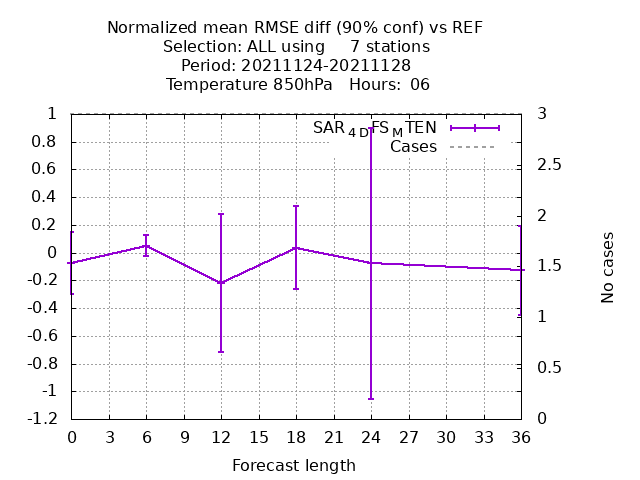 Normalized mean RMSE diff (90% conf) vs REF
Selection: ALL using     7 stations
Period: 20211124-20211128
Temperature 850hPa   Hours:  06
SAR4DFSMTEN
Cases
1
0.8
0.6
0.4
0.2
0
-0.2
-0.4
-0.6
-0.8
-1
-1.2
3
2.5
2
1.5
1
0.5
0
No cases
0 3 6 9 12 15 18 21 24 27 30 33 36
Forecast length